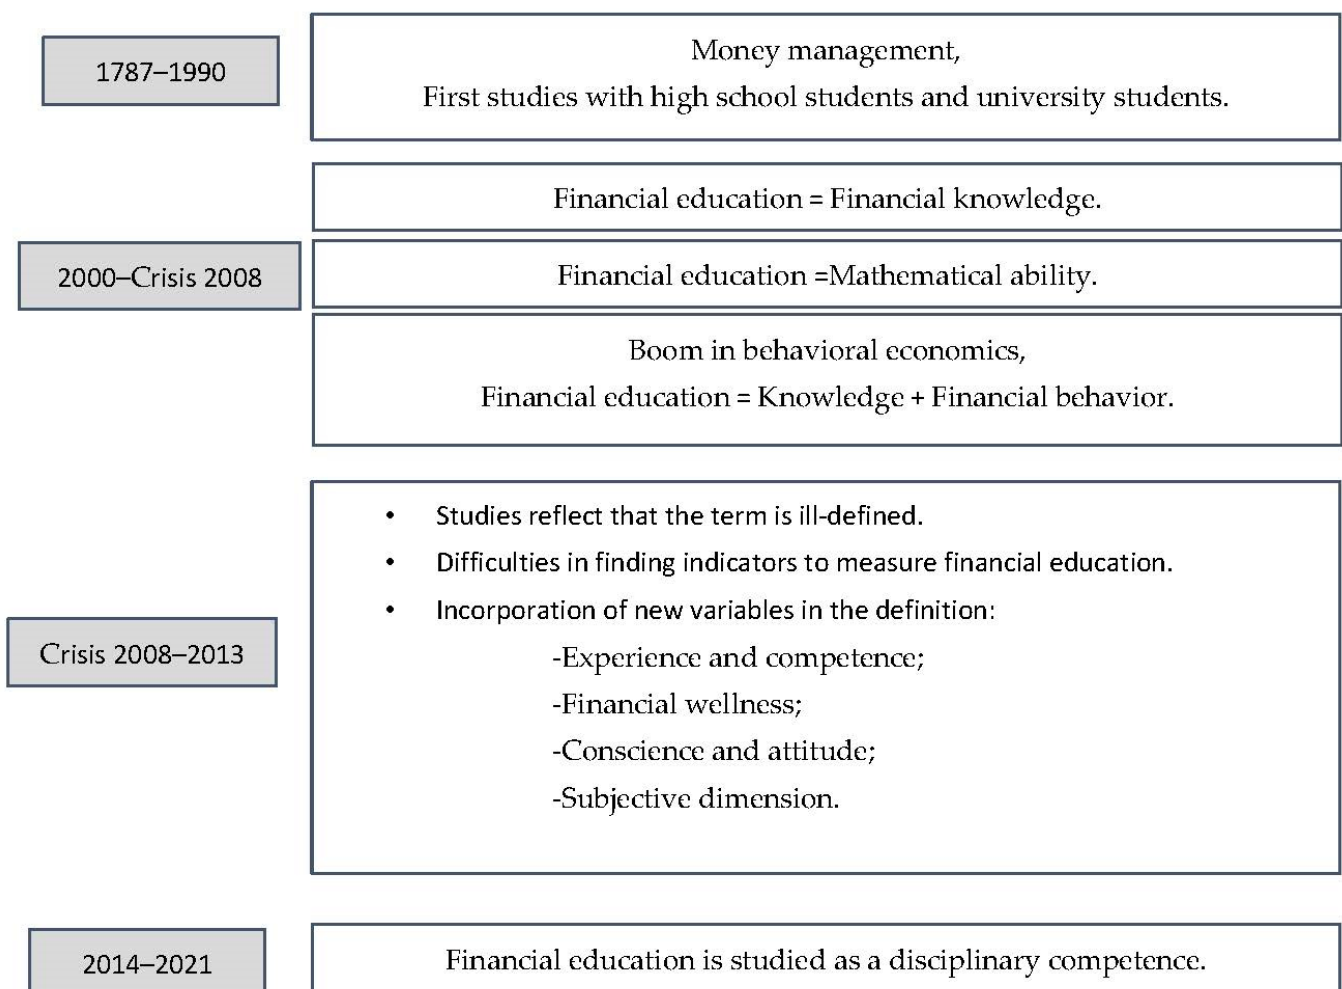 1787–1990
Money management,
First studies with high school students and university students.
Financial education = Financial knowledge.
2000–Crisis 2008
Financial education =Mathematical ability.
Boom in behavioral economics,
Financial education = Knowledge + Financial behavior.
Crisis 2008–2013
• Studies reflect that the term is ill-defined.
• Difficulties in finding indicators to measure financial education.
• Incorporation of new variables in the definition:
-Experience and competence;
-Financial wellness;
-Conscience and attitude;
-Subjective dimension.
2014–2021
Financial education is studied as a disciplinary competence.